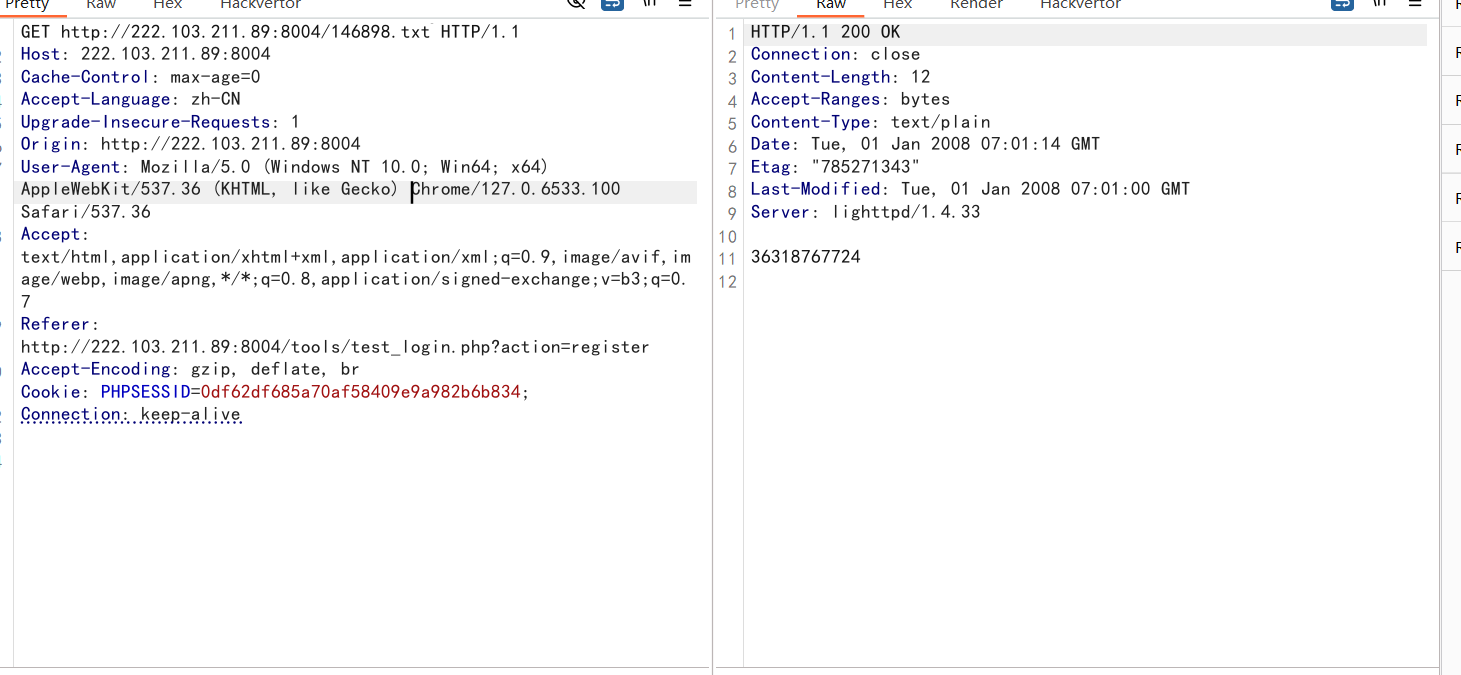 Pretty Raw Hex Hackvertor \n
GET http://222.103.211.89:8004/146898.txt HTTP/1.1
Host: 222.103.211.89:8004
Cache-Control: max-age=0
Accept-Language: zh-CN
Upgrade-Insecure-Requests: 1
Origin: http://222.103.211.89:8004
User-Agent: Mozilla/5.0 (Windows NT 10.0; Win64; x64)
AppleWebKit/537.36 (KHTML, like Gecko) Chrome/127.0.6533.100
Safari/537.36
Accept:
text/html,application/xhtml+xml,application/xml;q=0.9,image/avif,im
age/webp,image/apng,*/*;q=0.8,application/signed-exchange;v=b3;q=0.
7
Referer:
http://222.103.211.89:8004/tools/test_login.php?action=register
Accept-Encoding: gzip, deflate, br
Cookie: PHPSESSID=0df62df685a70af58409e9a982b6b834;
Connection: keep-alive
Pretty Raw Hex Render Hackvertor \n
1 HTTP/1.1 200 OK
2 Connection: close
3 Content-Length: 12
4 Accept-Ranges: bytes
5 Content-Type: text/plain
6 Date: Tue, 01 Jan 2008 07:01:14 GMT
7 Etag: "785271343"
8 Last-Modified: Tue, 01 Jan 2008 07:01:00 GMT
9 Server: lighttpd/1.4.33
10
11 36318767724
12